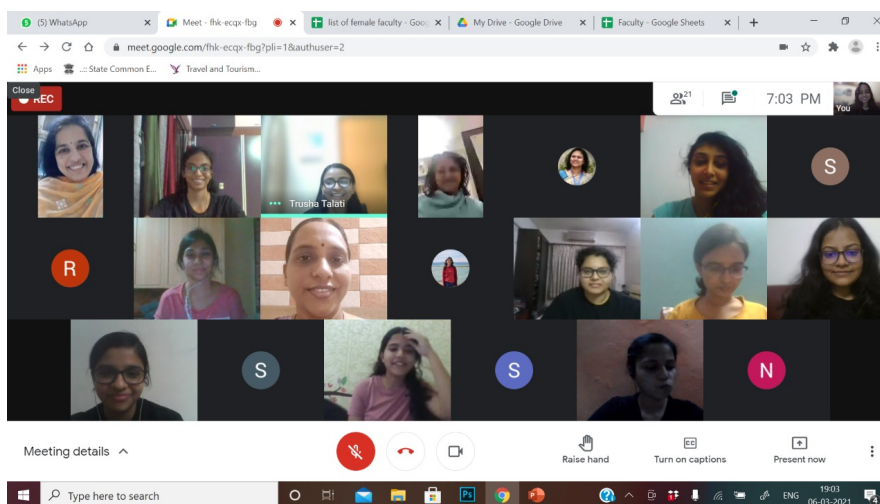 (5) WhatsApp
Meet - fhk-ecqx-fbg
list of female faculty - Goog
My Drive - Google Drive
Faculty - Google Sheets
meet.google.com/fhk-ecqx-fbg?pli=1&authuser=2
Apps
..:: State Common E...
Travel and Tourism...
Close
REC
21
7:03 PM
You
Trusha Talati
S
R
S
S
N
Meeting details
Raise hand
Turn on captions
Present now
Type here to search
Ps
ENG
19:03
06-03-2021